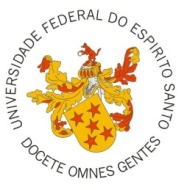 UNIVERSIDADE FEDERAL DO ESPIRITO SANTO
DOCETE OMNES GENTES